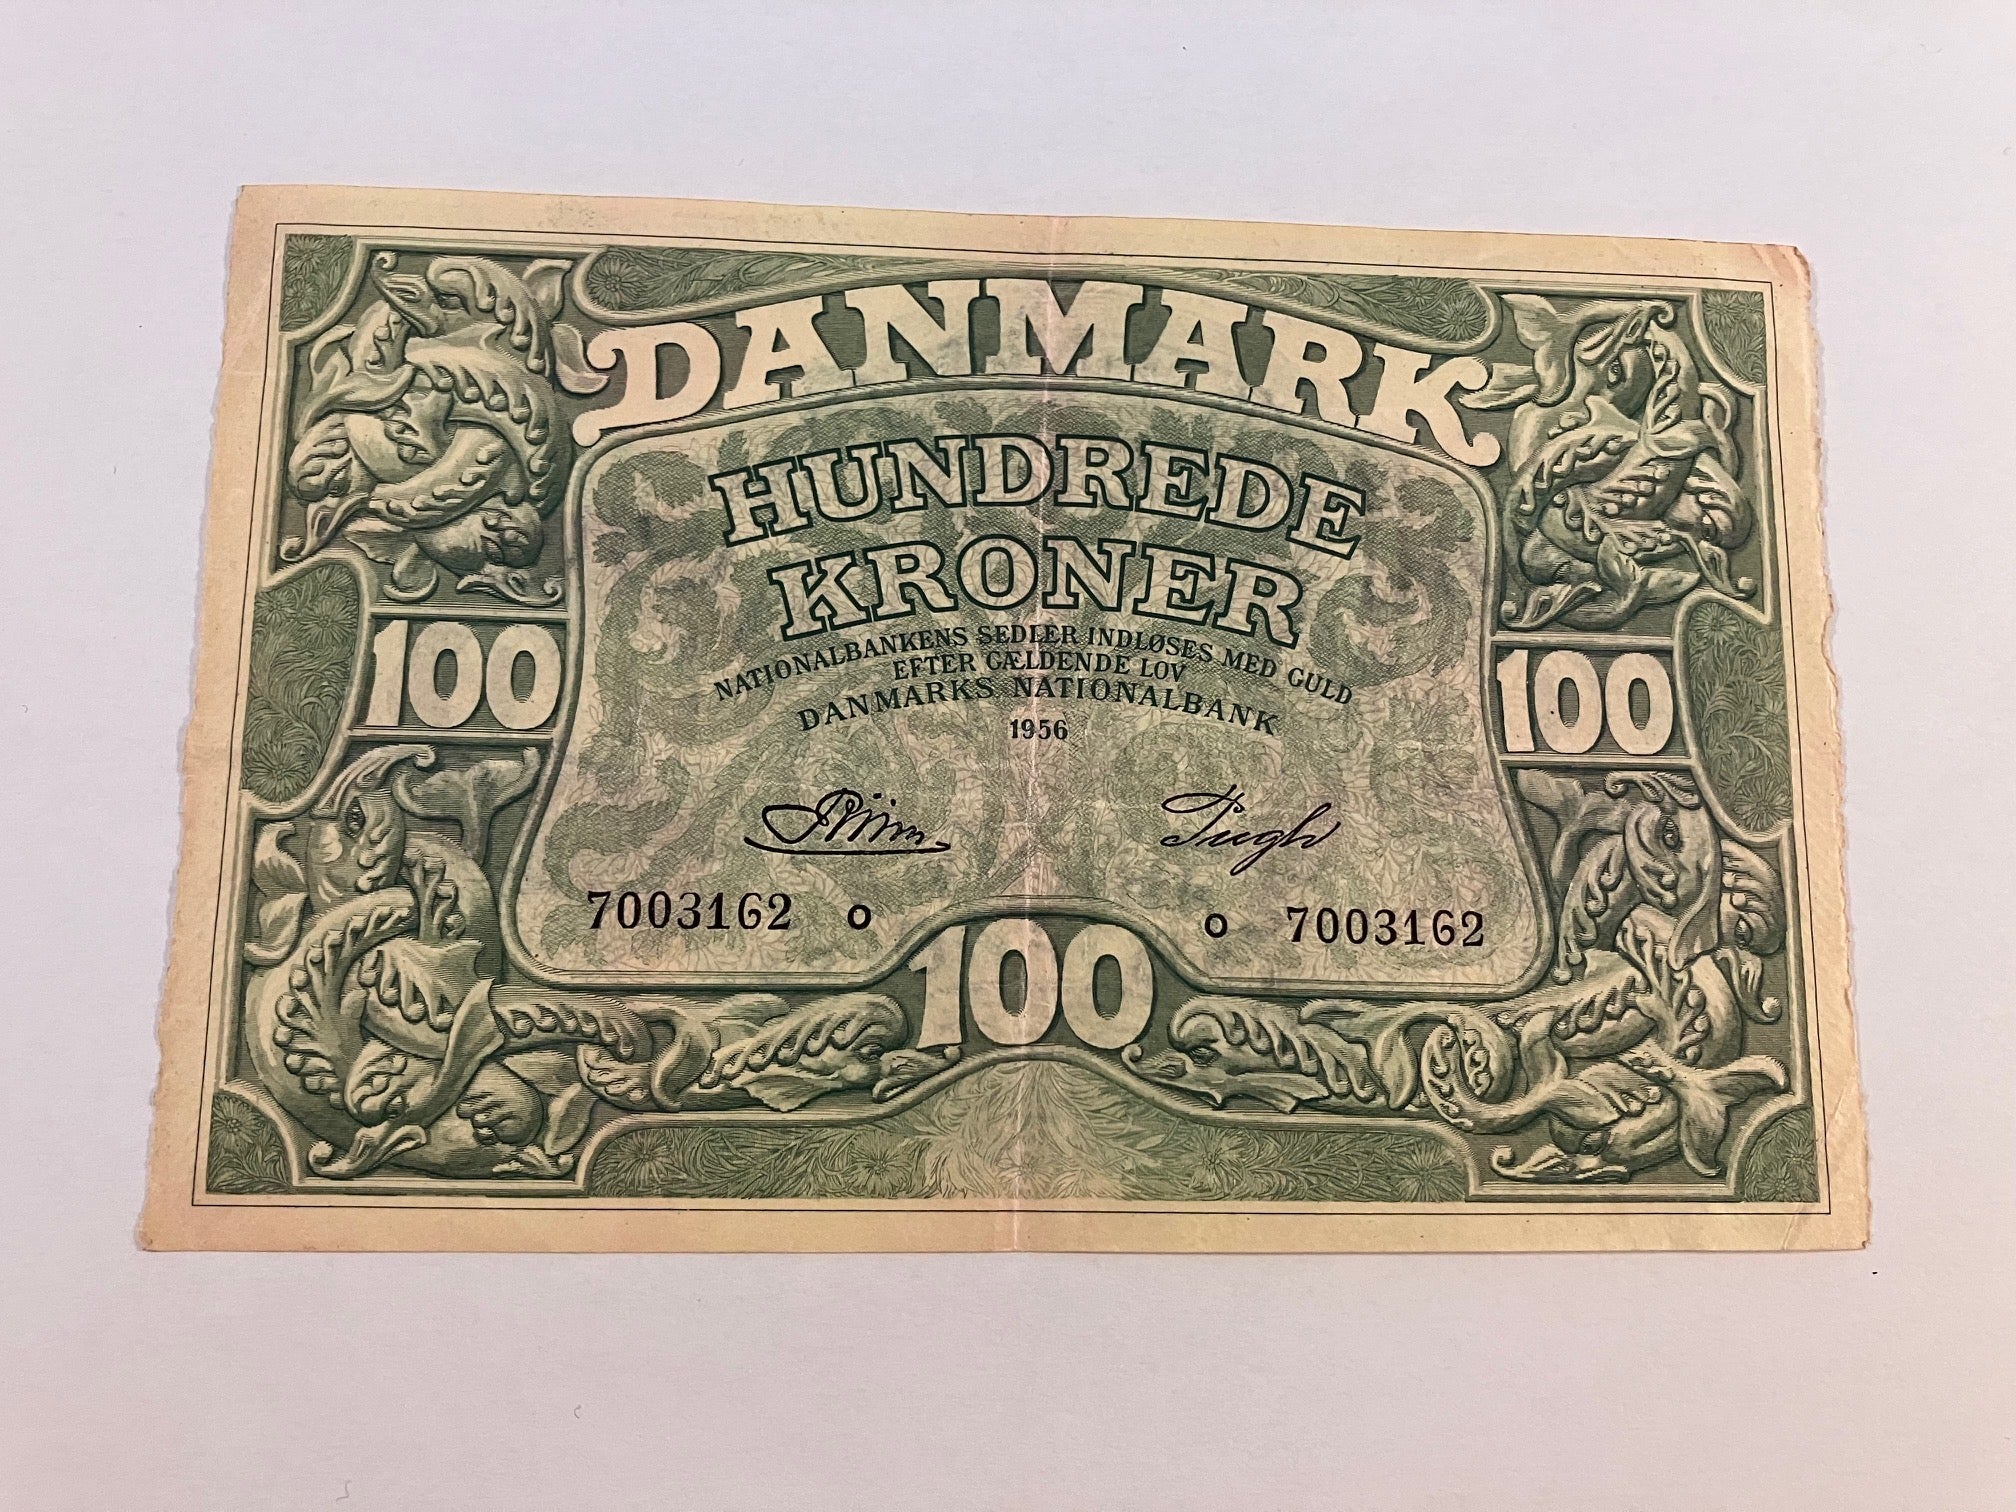 DANMARK
HUNDREDE
KRONER
NATIONALBANKENS SEDLER INDLØSES MED GULD
EFTER GÆLDENDE LOV
DANMARKS NATIONALBANK
1956
100
100
Riim
7003162 o
o 7003162
100